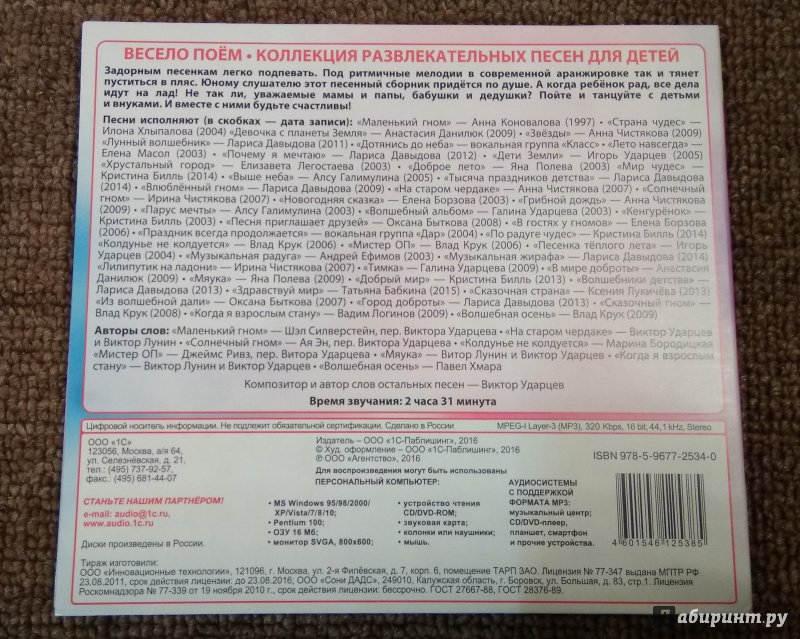 ВЕСЕЛО ПОЁМ • КОЛЛЕКЦИЯ РАЗВЛЕКАТЕЛЬНЫХ ПЕСЕН ДЛЯ ДЕТЕЙ
Задорным песенкам легко подпевать. Под ритмичные мелодии в современной аранжировке так и тянет
пуститься в пляс. Юному слушателю этот песенный сборник придётся по душе. А когда ребёнок рад, все дела
идут на лад! Не так ли, уважаемые мамы и папы, бабушки и дедушки? Пойте и танцуйте с детьми
и внуками. И вместе с ними будьте счастливы!
Песни исполняют (в скобках — дата записи): «Маленький гном» — Анна Коновалова (1997) • «Страна чудес» —
Илона Хлыпалова (2004) «Девочка с планеты Земля» — Анастасия Данилюк (2009) • «Звёзды» — Анна Чистякова (2009)
«Лунный волшебник» — Лариса Давыдова (2011) • «Дотянись до неба» — вокальная группа «Класс» • «Лето навсегда» —
Елена Масол (2003) • «Почему я мечтаю» — Лариса Давыдова (2012) • «Дети Земли» — Игорь Ударцев (2005)
«Хрустальный город» — Елизавета Легостаева (2003) • «Доброе лето» — Яна Полева (2003) «Мир чудес» —
Кристина Билль (2014) • «Выше неба» — Алсу Галимулина (2005) • «Тысяча праздников детства» — Лариса Давыдова
(2014) • «Влюблённый гном» — Лариса Давыдова (2009) • «На старом чердаке» — Анна Чистякова (2007) • «Солнечный
гном» — Ирина Чистякова (2007) • «Новогодняя сказка» — Елена Борзова (2003) • «Грибной дождь» — Анна Чистякова
(2009) • «Парус мечты» — Алсу Галимулина (2003) • «Волшебный альбом» — Галина Ударцева (2003) • «Кенгурёнок» —
Кристина Билль (2003) • «Песня приглашает друзей» — Оксана Быткова (2008) • «В гостях у гномов» — Елена Борзова
(2006) • «Праздник всегда продолжается» — вокальная группа «Дар» (2004) • «По радуге чудес» — Кристина Билл (2014)
«Колдунье не колдуется» — Влад Крук (2006) • «Мистер ОП» — Влад Крук (2006) • «Песенка тёплого лета» — Игорь
Ударцев (2004) • «Музыкальная радуга» — Андрей Ефимов (2003) • «Музыкальная жирафа» — Лариса Давыдова (2014)
«Лилипутик на ладони» — Ирина Чистякова (2007) • «Тимка» — Галина Ударцева (2009) • «В мире доброты» — Анастасия
Данилюк (2009) • «Мяука» — Яна Полева (2009) • «Добрый мир» — Кристина Билль (2013) • «Волшебники детства» —
Лариса Давыдова (2013) • «Здравствуй мир» — Татьяна Бабкина (2015) • «Сказочная страна» — Ксения Лукичёва (2013)
«Из волшебной дали» — Оксана Быткова (2007) • «Город доброты» — Лариса Давыдова (2013) • «Сказочный гном» —
Влад Крук (2008) • «Когда я взрослым стану» — Вадим Логинов (2009) • «Волшебная осень» — Влад Крук (2009)
Авторы слов: «Маленький гном» — Шэл Силверстейн, пер. Виктора Ударцева • «На старом чердаке» — Виктор Ударцев
и Виктор Лунин • «Солнечный гном» — Ая Эн, пер. Виктора Ударцева • «Колдунье не колдуется» — Марина Бородицкая
«Мистер ОП» — Джеймс Ривз, пер. Витора Ударцева • «Мяука» — Виктор Лунин и Виктор Ударцев • «Когда я взрослым
стану» — Виктор Лунин и Виктор Ударцев • «Волшебная осень» — Павел Хмара
Композитор и автор слов остальных песен — Виктор Ударцев
Время звучания: 2 часа 31 минута
Цифровой носитель информации. Не подлежит обязательной сертификации. Сделано в России
MPEG-I Layer-3 (MP3), 320 Kbps, 16 bit, 44,1 kHz, Stereo
ООО «1С»
123056, Москва, а/я 64,
ул. Селезнёвская, д. 21,
тел.: (495) 737-92-57,
факс: (495) 681-44-07
СТАНЬТЕ НАШИМ ПАРТНЁРОМ!
e-mail: audio@1c.ru,
www.audio.1c.ru
Диски произведены в России.
Издатель – ООО «1С-Паблишинг», 2016
© Худ. оформление – ООО «1С-Паблишинг», 2016
℗ ООО «Агентство», 2016
Для воспроизведения могут быть использованы
ПЕРСОНАЛЬНЫЙ КОМПЬЮТЕР:
• MS Windows 95/98/2000/
XP/Vista/7/8/10;
• Pentium 100;
• ОЗУ 16 Мб;
• монитор SVGA, 800х600;
• устройство чтения
CD/DVD-ROM;
• звуковая карта;
• колонки или наушники;
• мышь.
АУДИОСИСТЕМЫ
С ПОДДЕРЖКОЙ
ФОРМАТА MP3:
музыкальный центр;
CD/DVD-плеер,
планшет, смартфон
и прочие устройства.
ISBN 978-5-9677-2534-0
4 601546 125385
Тираж изготовили:
ООО «Инновационные технологии», 121096, г. Москва, ул. 2-я Филёвская, д. 7, корп. 6, помещение ТАРП ЗАО. Лицензия № 77-347 выдана МПТР РФ
23.08.2011, срок действия лицензии — до 23.08.2016; ООО «Сони ДАДС», 249010, Калужская область, г. Боровск, ул. Большая, д. 83, стр.1. Лицензия
Роскомнадзора № 77-339 от 19 ноября 2010 г., срок действия лицензии – бессрочно. ГОСТ 27667-88, ГОСТ 28376-89.
Лабиринт.ру